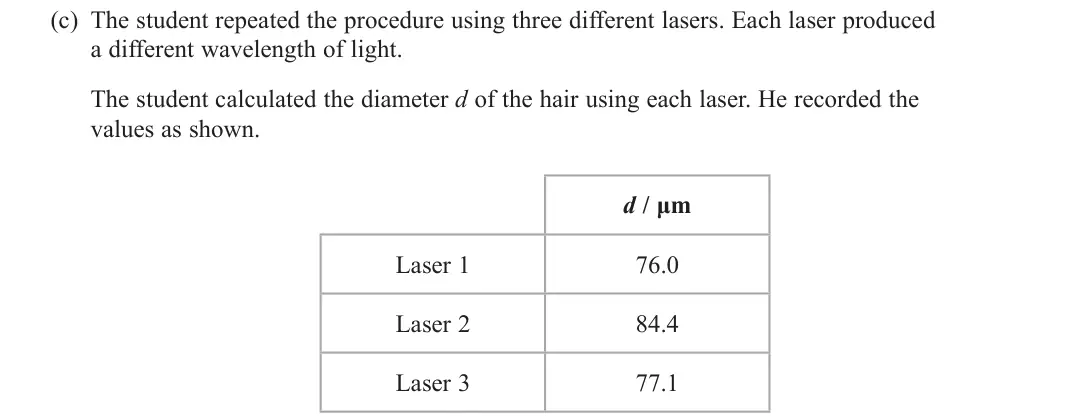 (c) The student repeated the procedure using three different lasers. Each laser produced
a different wavelength of light.
The student calculated the diameter d of the hair using each laser. He recorded the
values as shown.
d / μm
Laser 1 76.0
Laser 2 84.4
Laser 3 77.1